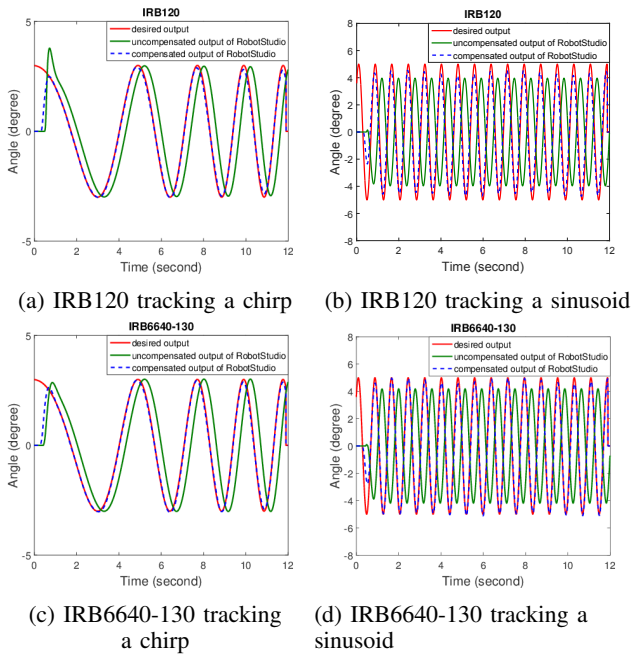 IRB120
desired output
uncompensated output of RobotStudio
compensated output of RobotStudio
Angle (degree)
5
0
-5
0 2 4 6 8 10 12
Time (second)
(a) IRB120 tracking a chirp
IRB120
desired output
uncompensated output of RobotStudio
compensated output of RobotStudio
Angle (degree)
8
6
4
2
0
-2
-4
-6
-8
0 2 4 6 8 10 12
Time (second)
(b) IRB120 tracking a sinusoid
IRB6640-130
desired output
uncompensated output of RobotStudio
compensated output of RobotStudio
Angle (degree)
5
0
-5
0 2 4 6 8 10 12
Time (second)
(c) IRB6640-130 tracking
a chirp
IRB6640-130
desired output
uncompensated output of RobotStudio
compensated output of RobotStudio
Angle (degree)
8
6
4
2
0
-2
-4
-6
-8
0 2 4 6 8 10 12
Time (second)
(d) IRB6640-130 tracking a
sinusoid